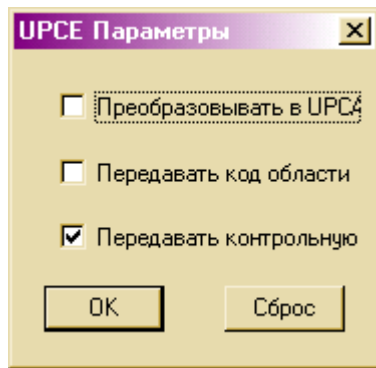 UPCE Параметры
Преобразовывать в UPCA
Передавать код области
Передавать контрольную
OK
Сброс